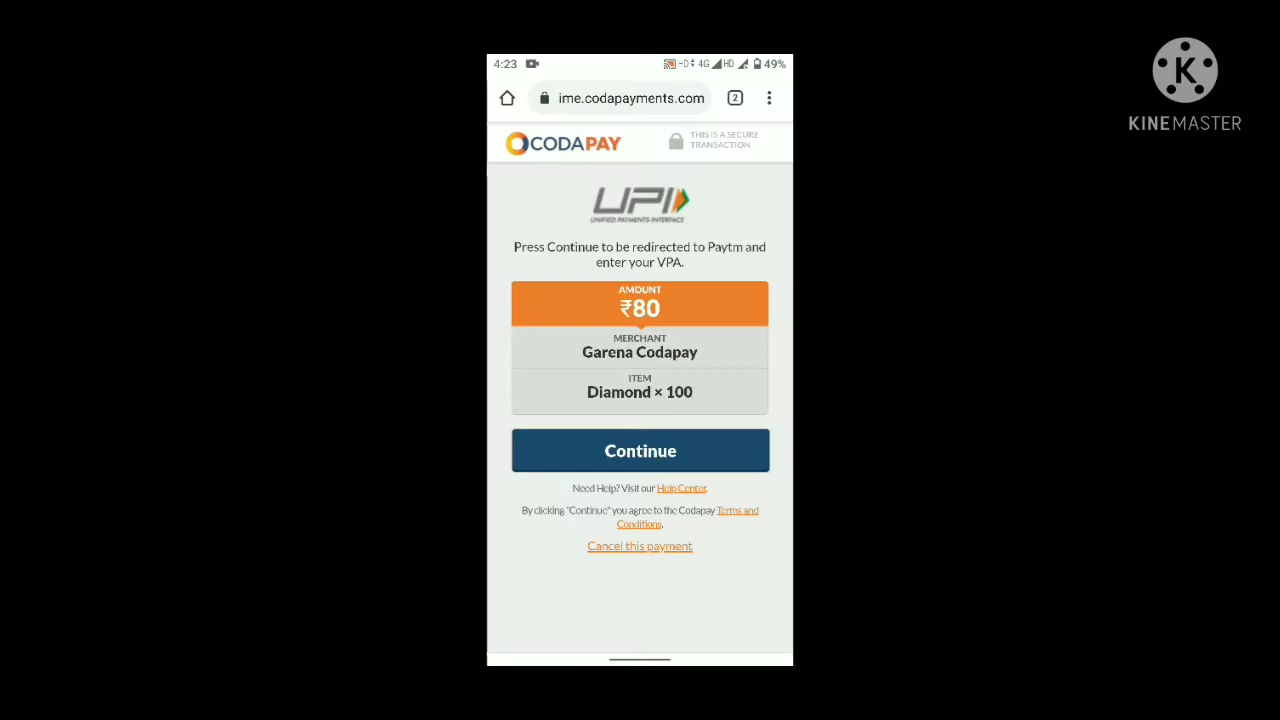 4:23
4G HD 49%
ime.codapayments.com 2
CODAPAY
THIS IS A SECURE
TRANSACTION
UPI
UNIFIED PAYMENTS INTERFACE
Press Continue to be redirected to Paytm and
enter your VPA.
AMOUNT
₹80
MERCHANT
Garena Codapay
ITEM
Diamond × 100
Continue
Need Help? Visit our Help Center.
By clicking "Continue" you agree to the Codapay Terms and
Conditions.
Cancel this payment
K
KINEMASTER